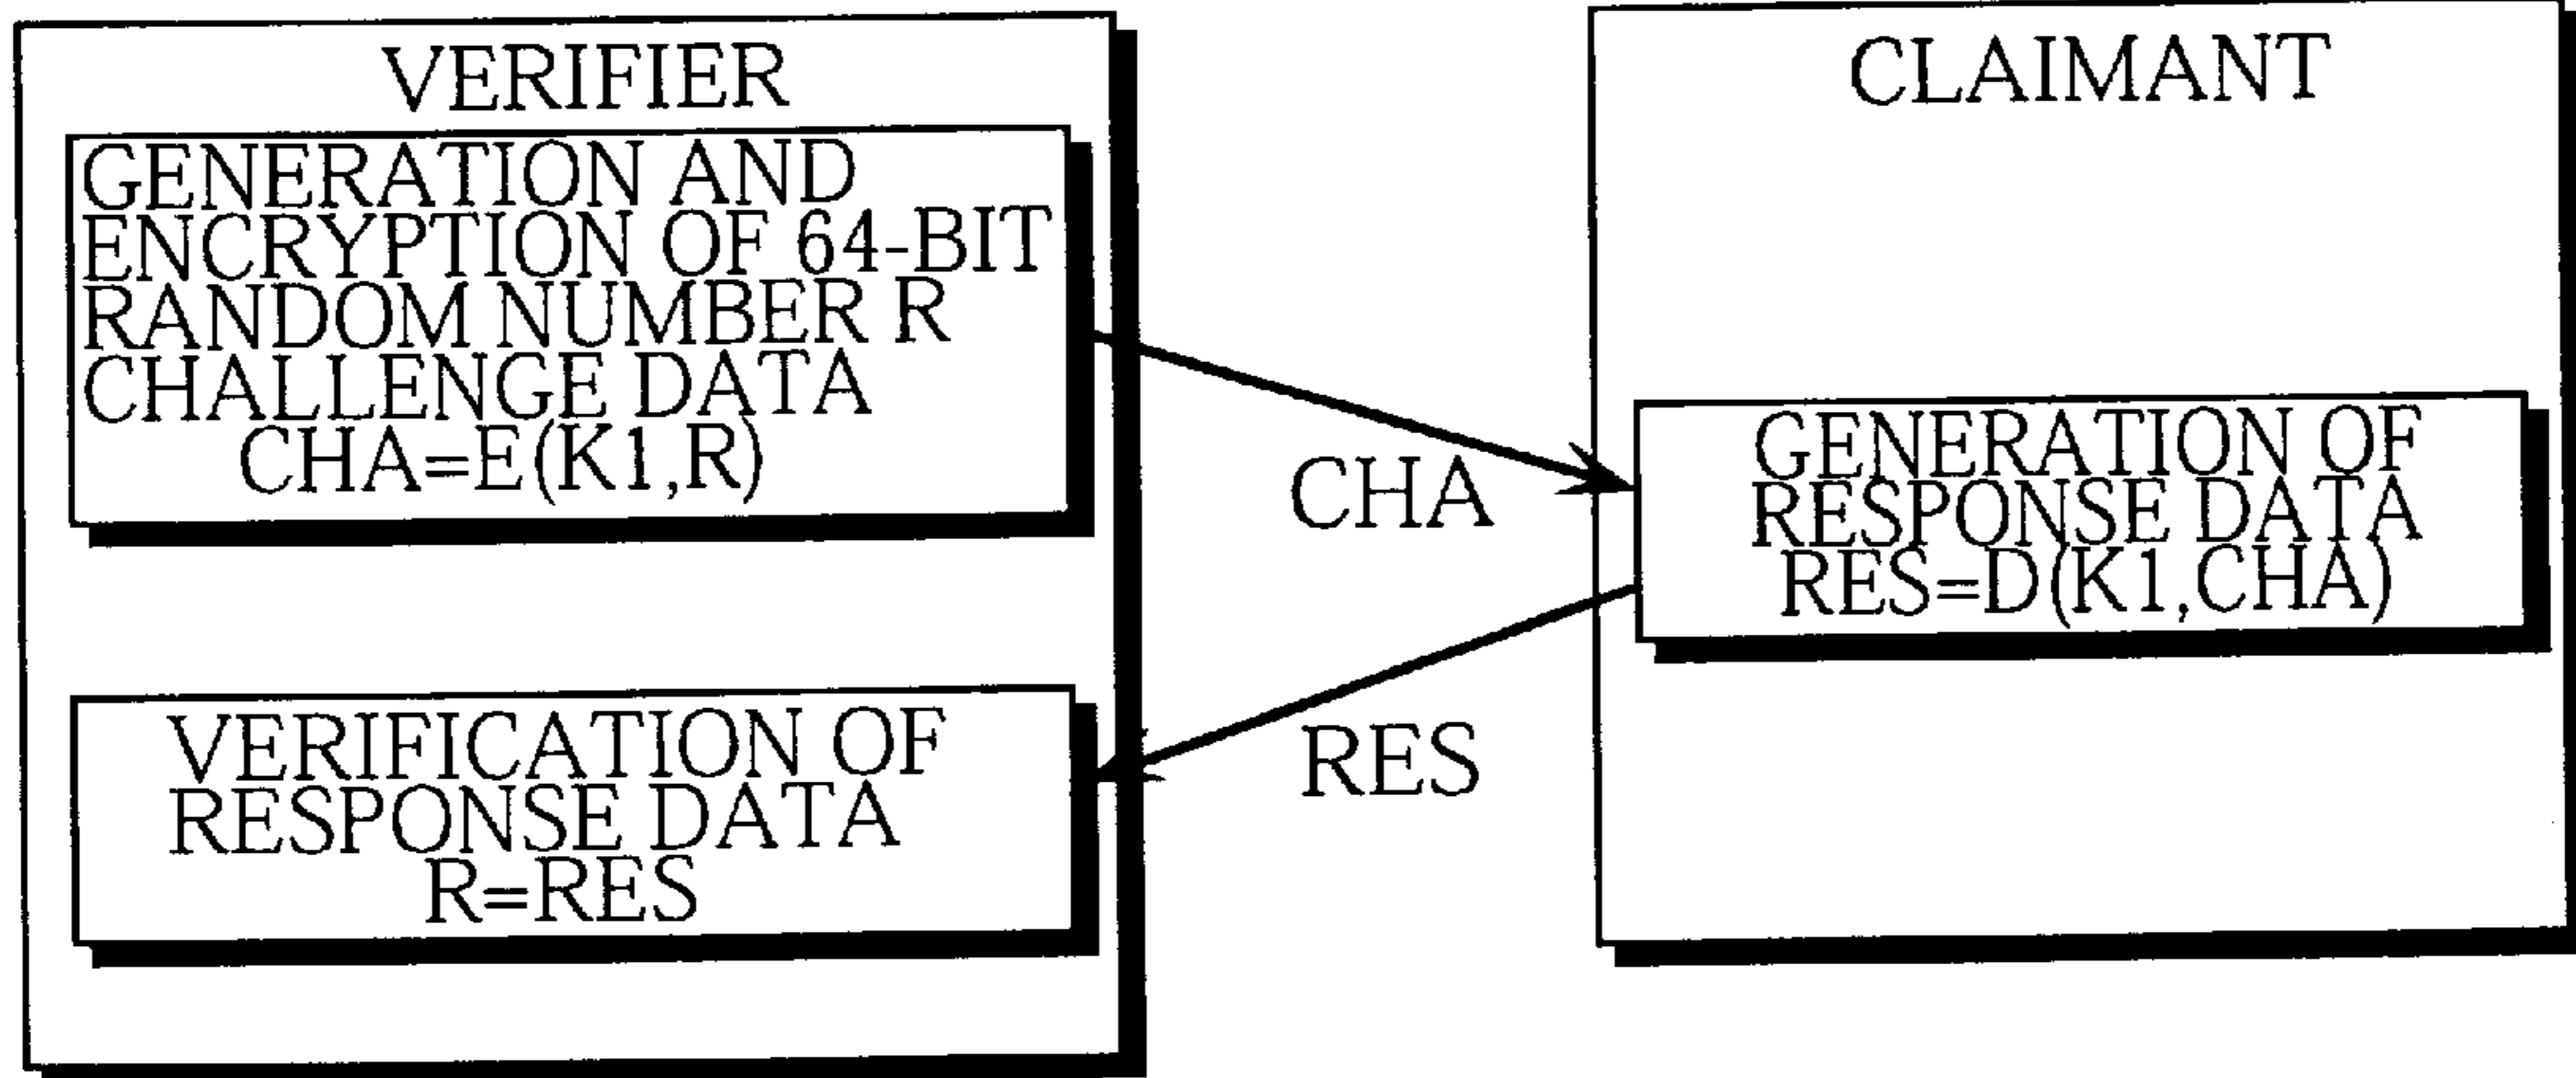 VERIFIER
GENERATION AND
ENCRYPTION OF 64-BIT
RANDOM NUMBER R
CHALLENGE DATA
CHA=E(K1,R)
CHA
CLAIMANT
GENERATION OF
RESPONSE DATA
RES=D(K1,CHA)
RES
VERIFICATION OF
RESPONSE DATA
R=RES